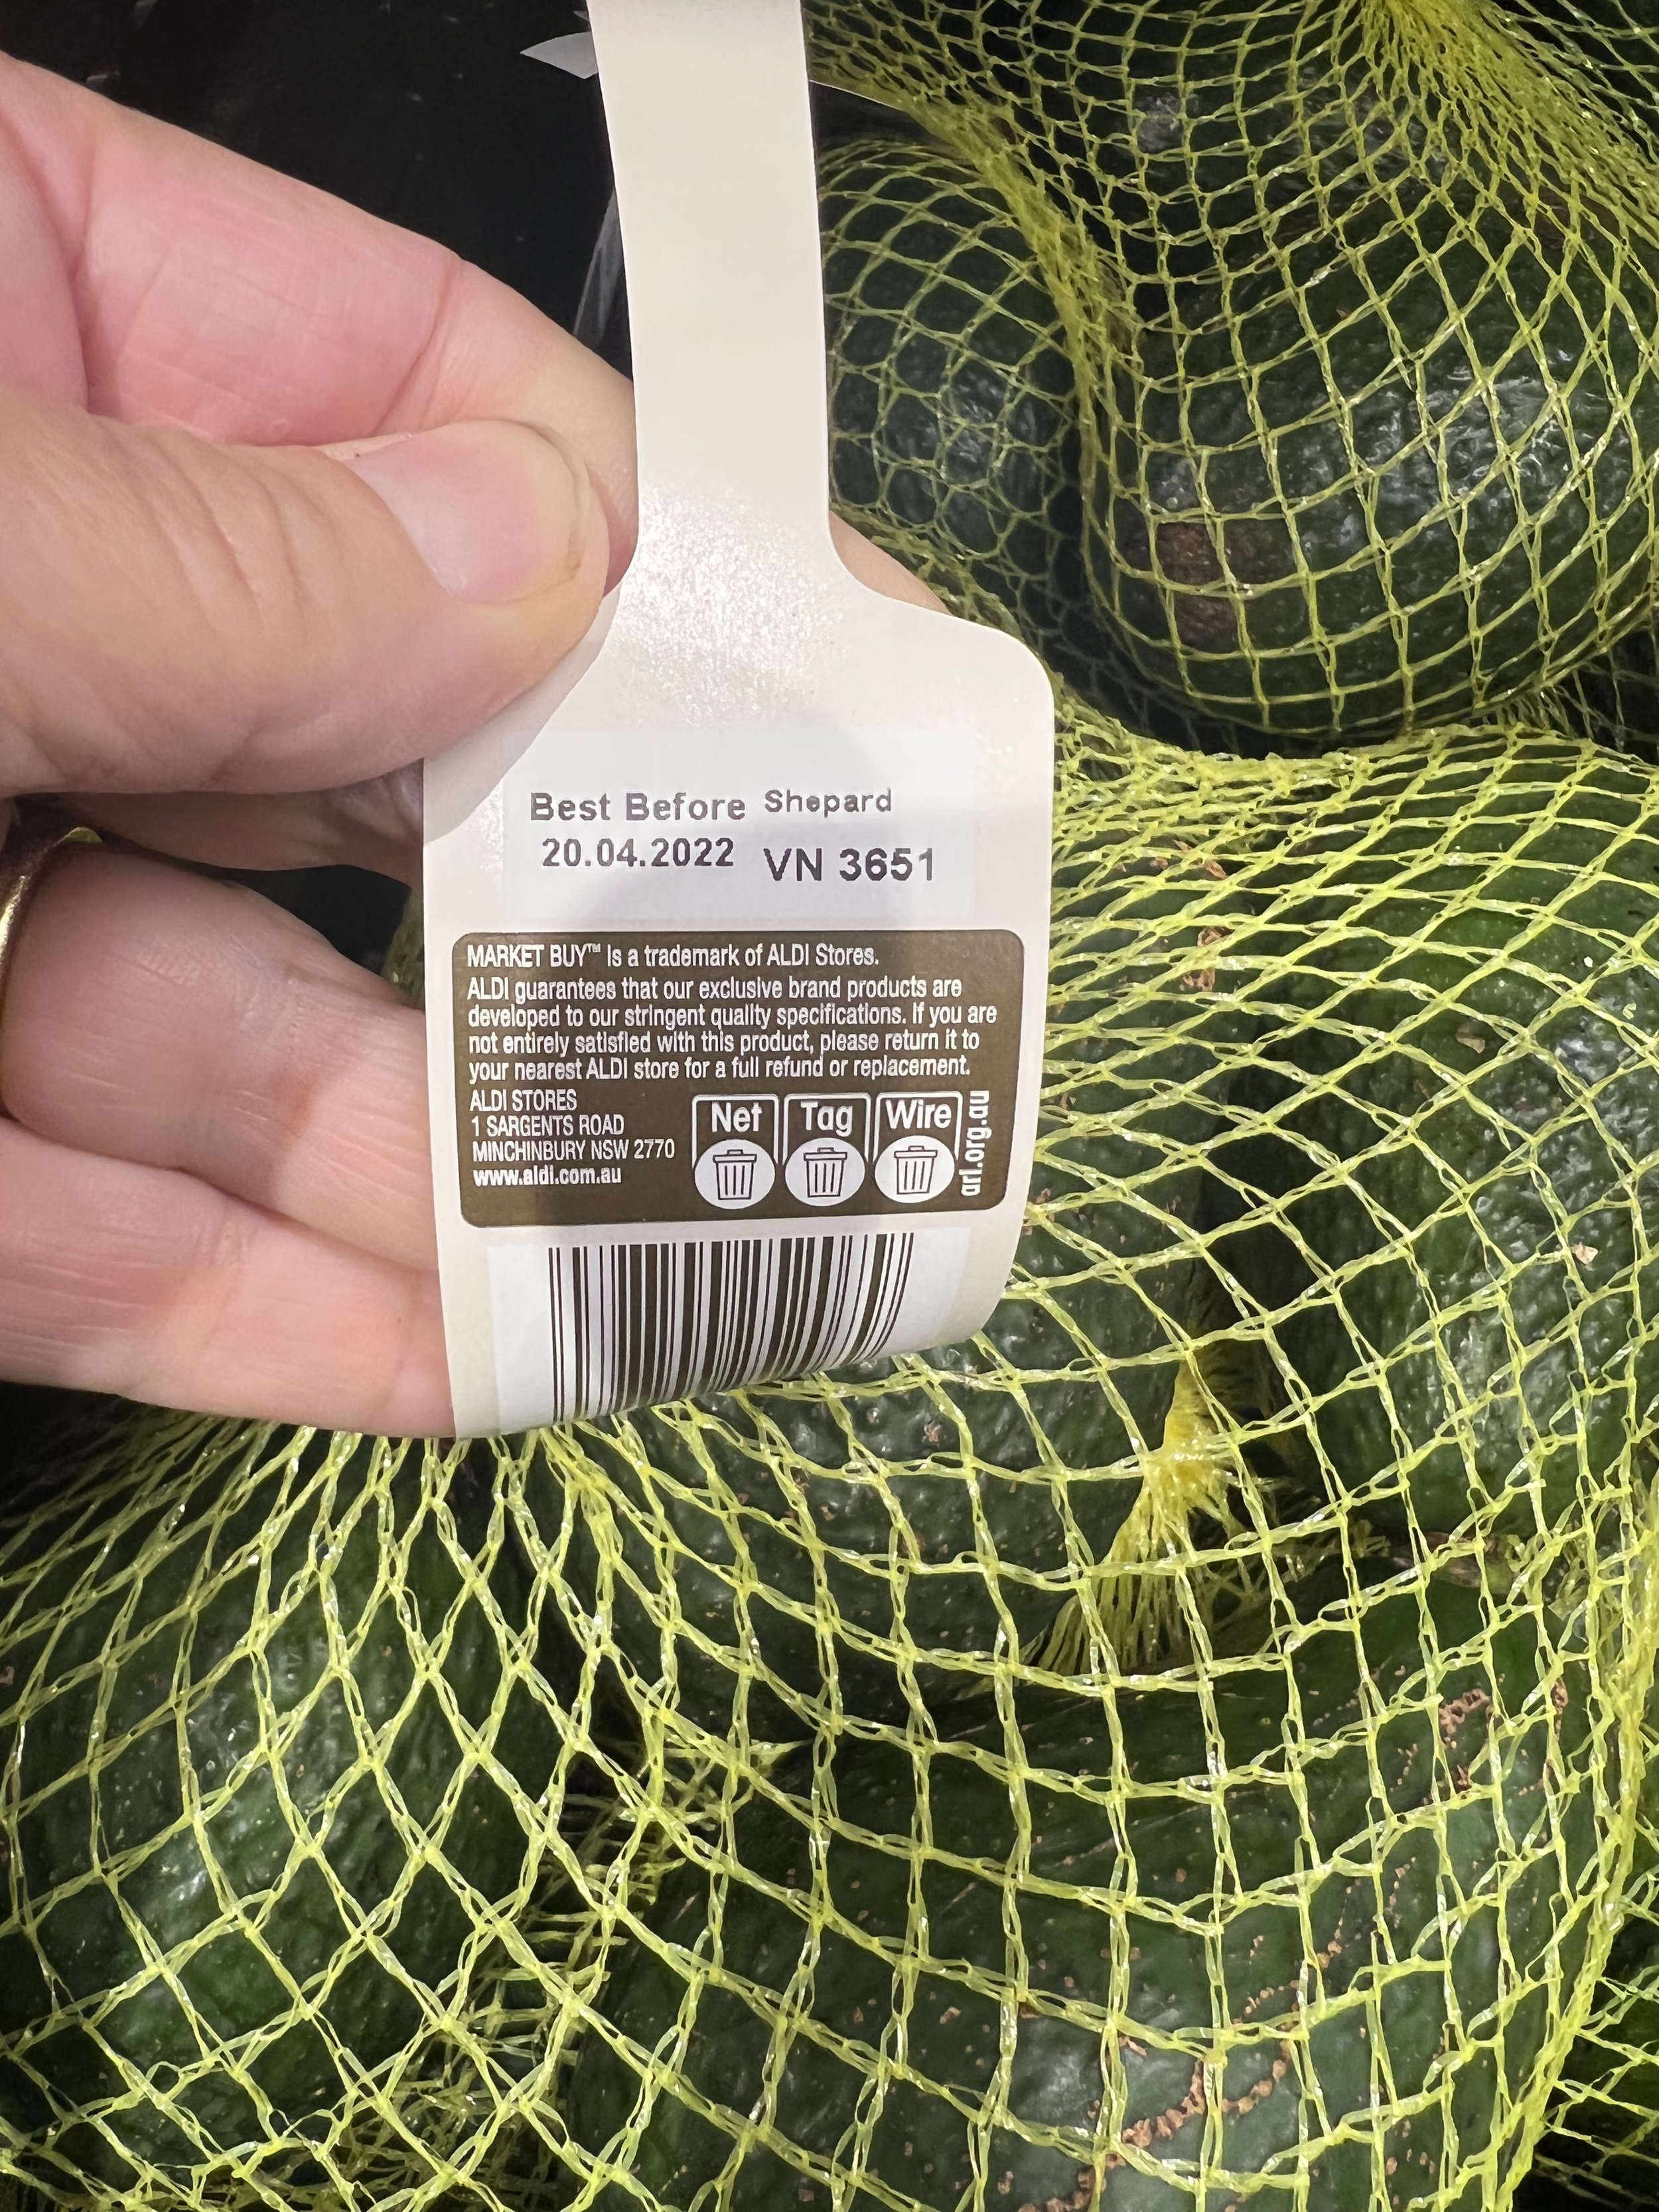 Best Before Shepard
20.04.2022 VN 3651
MARKET BUY™ is a trademark of ALDI Stores.
ALDI guarantees that our exclusive brand products are
developed to our stringent quality specifications. If you are
not entirely satisfied with this product, please return it to
your nearest ALDI store for a full refund or replacement.
ALDI STORES
1 SARGENTS ROAD
MINCHINBURY NSW 2770
www.aldi.com.au
Net Tag Wire
arl.org.au